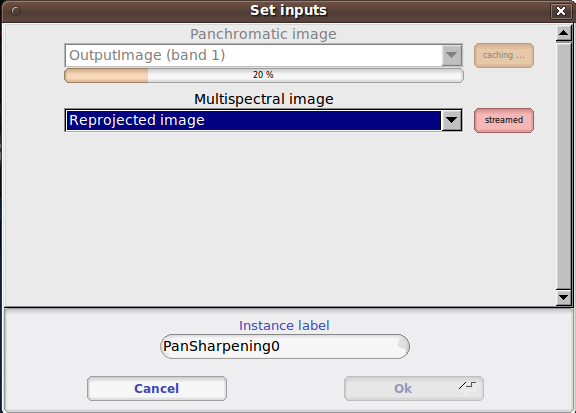 Set inputs
Panchromatic image
OutputImage (band 1)
caching ...
20 %
Multispectral image
Reprojected image
streamed
Instance label
PanSharpening0
Cancel
Ok